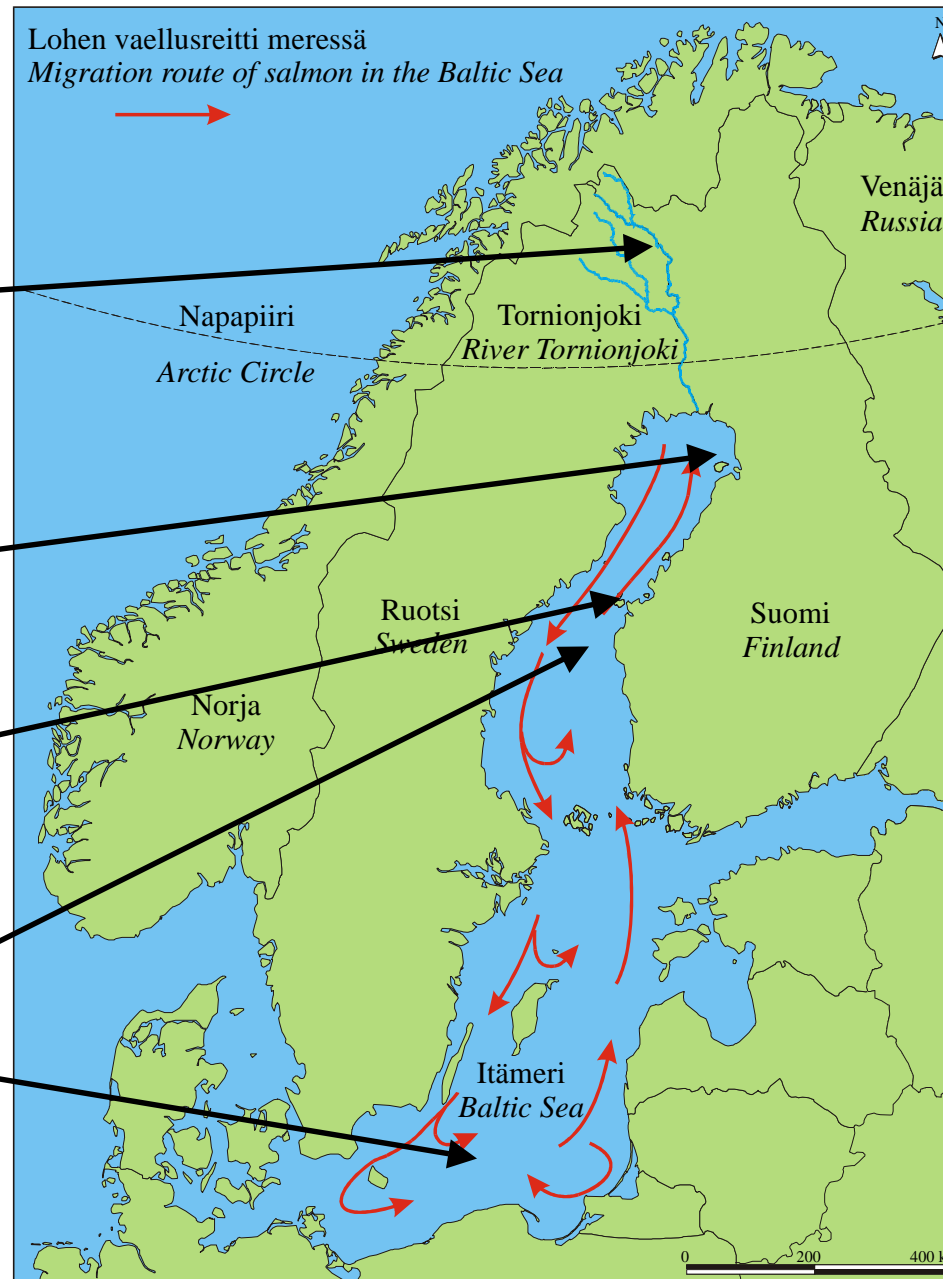 Lohen vaellusreitti meressä
Migration route of salmon in the Baltic Sea
N
Venäjä
Russia
Napapiiri
Arctic Circle
Tornionjoki
River Tornionjoki
Ruotsi
Sweden
Suomi
Finland
Norja
Norway
Itämeri
Baltic Sea
0 200 400 k